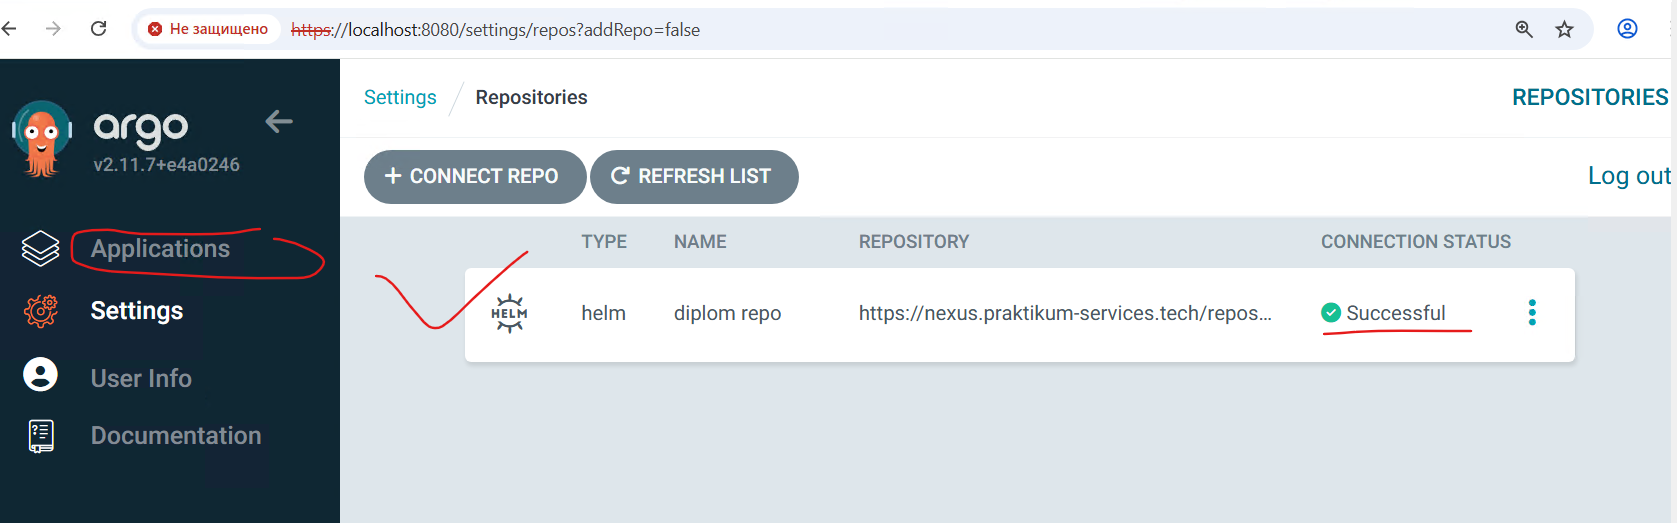 Не защищено https://localhost:8080/settings/repos?addRepo=false
argo
v2.11.7+e4a0246
Applications
Settings
User Info
Documentation
Settings / Repositories
REPOSITORIES
+ CONNECT REPO
REFRESH LIST
Log out
TYPE NAME REPOSITORY CONNECTION STATUS
HELM helm diplom repo https://nexus.praktikum-services.tech/repos... Successful